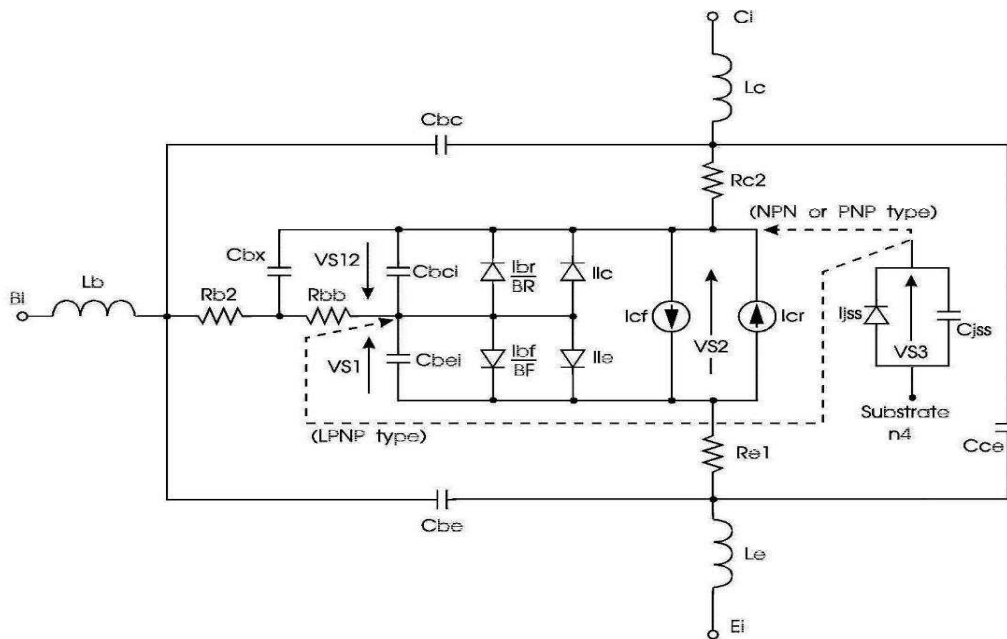 Ci
Lc
Cbc
Rc2
(NPN or PNP type)
Cbx
VS12
Cbci
Ibr
BR
Ilc
Lb
Bi
Rb2
Rbb
Icf
Icr
VS2
Ijss
Cjss
VS3
VS1
Cbei
Ibf
BF
Ile
Substrate
n4
(LPNP type)
Re1
Cce
Cbe
Le
Ei